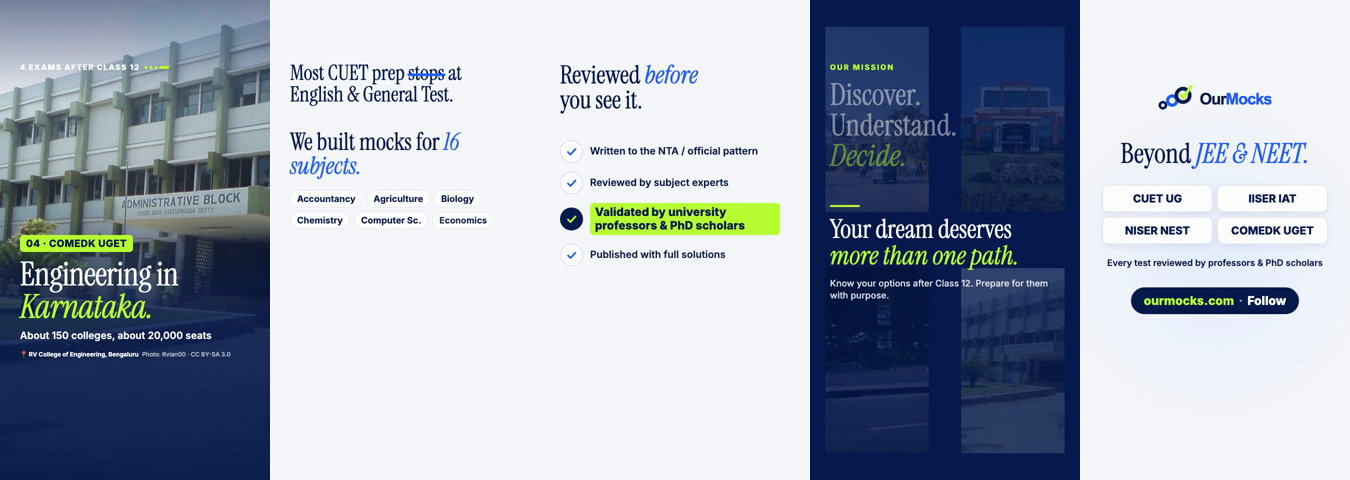 4 EXAMS AFTER CLASS 12
ADMINISTRATIVE BLOCK
04 · COMEDK UGET
Engineering in
Karnataka.
About 150 colleges, about 20,000 seats
📍 RV College of Engineering, Bengaluru Photo: Rvian00 · CC BY-SA 3.0
Most CUET prep stops at
English & General Test.
We built mocks for 16
subjects.
Accountancy
Agriculture
Biology
Chemistry
Computer Sc.
Economics
Reviewed before
you see it.
Written to the NTA / official pattern
Reviewed by subject experts
Validated by university
professors & PhD scholars
Published with full solutions
OUR MISSION
Discover.
Understand.
Decide.
Your dream deserves
more than one path.
Know your options after Class 12. Prepare for them
with purpose.
OurMocks
Beyond JEE & NEET.
CUET UG
IISER IAT
NISER NEST
COMEDK UGET
Every test reviewed by professors & PhD scholars
ourmocks.com · Follow